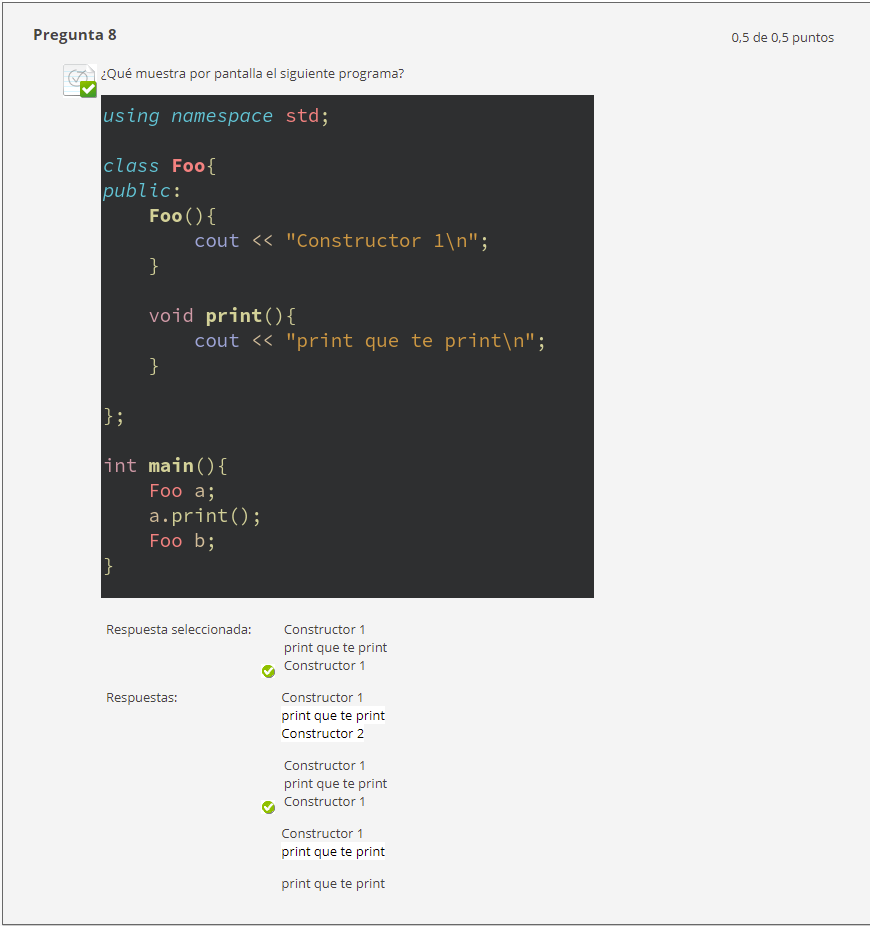 Pregunta 8
0,5 de 0,5 puntos
¿Qué muestra por pantalla el siguiente programa?
using namespace std;
class Foo{
public:
    Foo(){
        cout << "Constructor 1\n";
    }
    void print(){
        cout << "print que te print\n";
    }
};
int main(){
    Foo a;
    a.print();
    Foo b;
}
Respuesta seleccionada:
Constructor 1
print que te print
Constructor 1
Respuestas:
Constructor 1
print que te print
Constructor 2
Constructor 1
print que te print
Constructor 1
Constructor 1
print que te print
print que te print